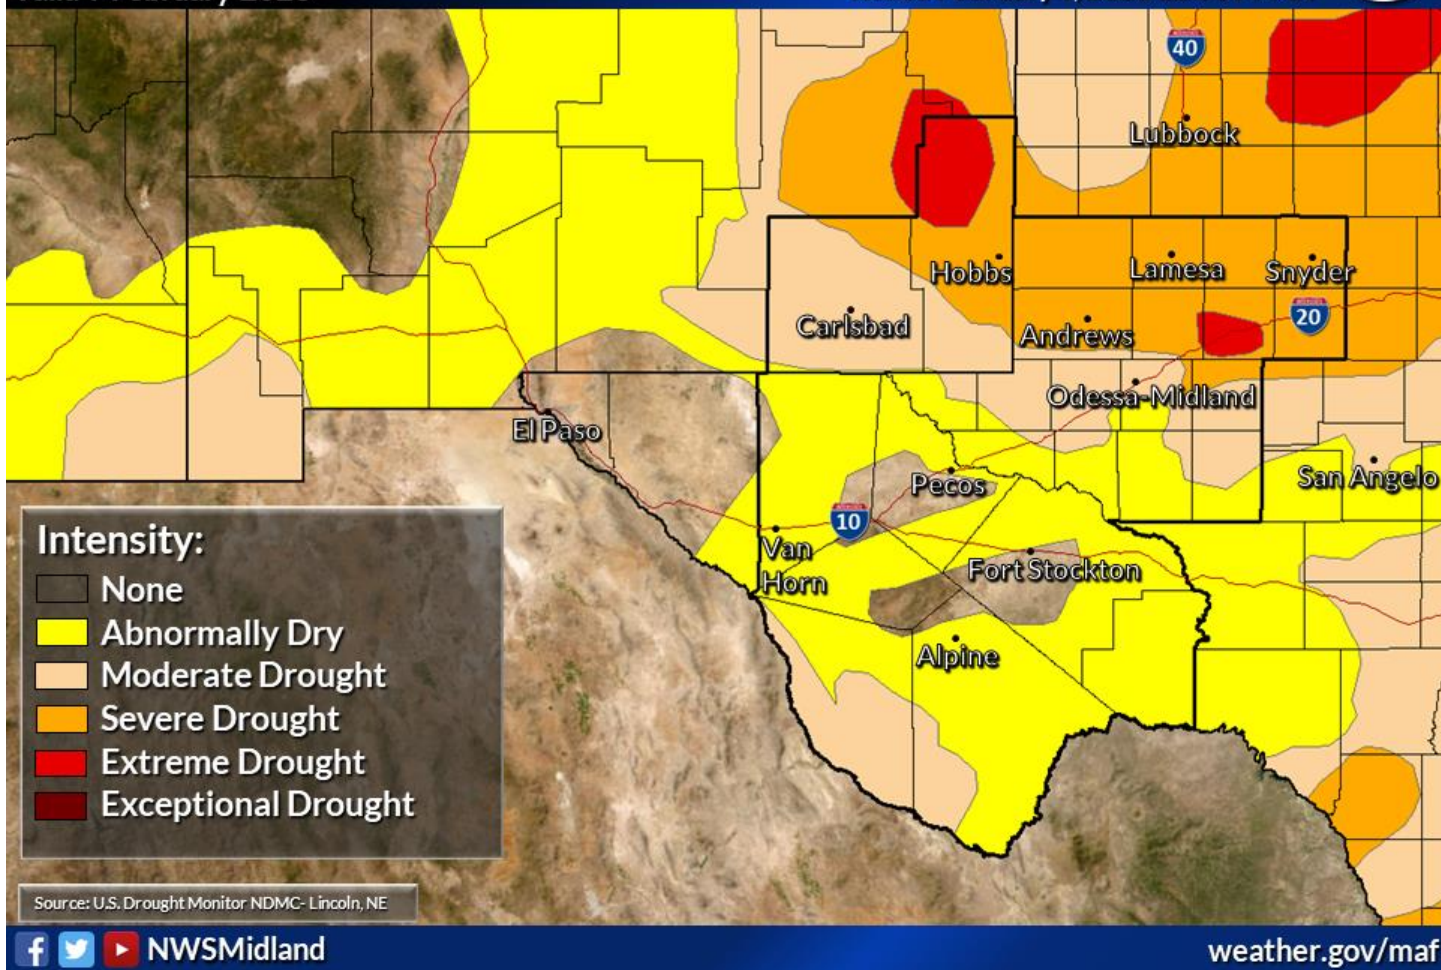 40
Lubbock
Hobbs
Lamesa
Snyder
Carlsbad
Andrews
20
Odessa-Midland
El Paso
Pecos
San Angelo
10
Van
Horn
Fort Stockton
Alpine
Intensity:
None
Abnormally Dry
Moderate Drought
Severe Drought
Extreme Drought
Exceptional Drought
Source: U.S. Drought Monitor NDMC- Lincoln, NE
NWSMidland
weather.gov/maf